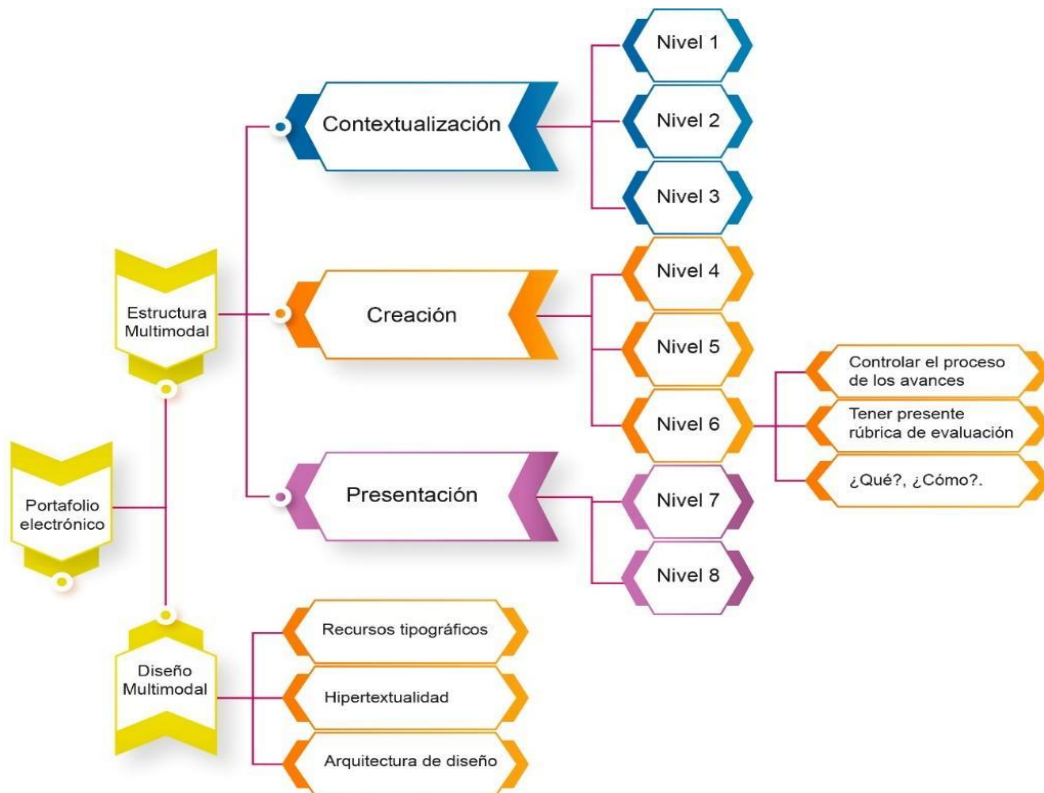 Portafolio
electrónico
Estructura
Multimodal
Contextualización
Nivel 1
Nivel 2
Nivel 3
Creación
Nivel 4
Nivel 5
Nivel 6
Controlar el proceso
de los avances
Tener presente
rúbrica de evaluación
¿Qué?, ¿Cómo?.
Presentación
Nivel 7
Nivel 8
Diseño
Multimodal
Recursos tipográficos
Hipertextualidad
Arquitectura de diseño